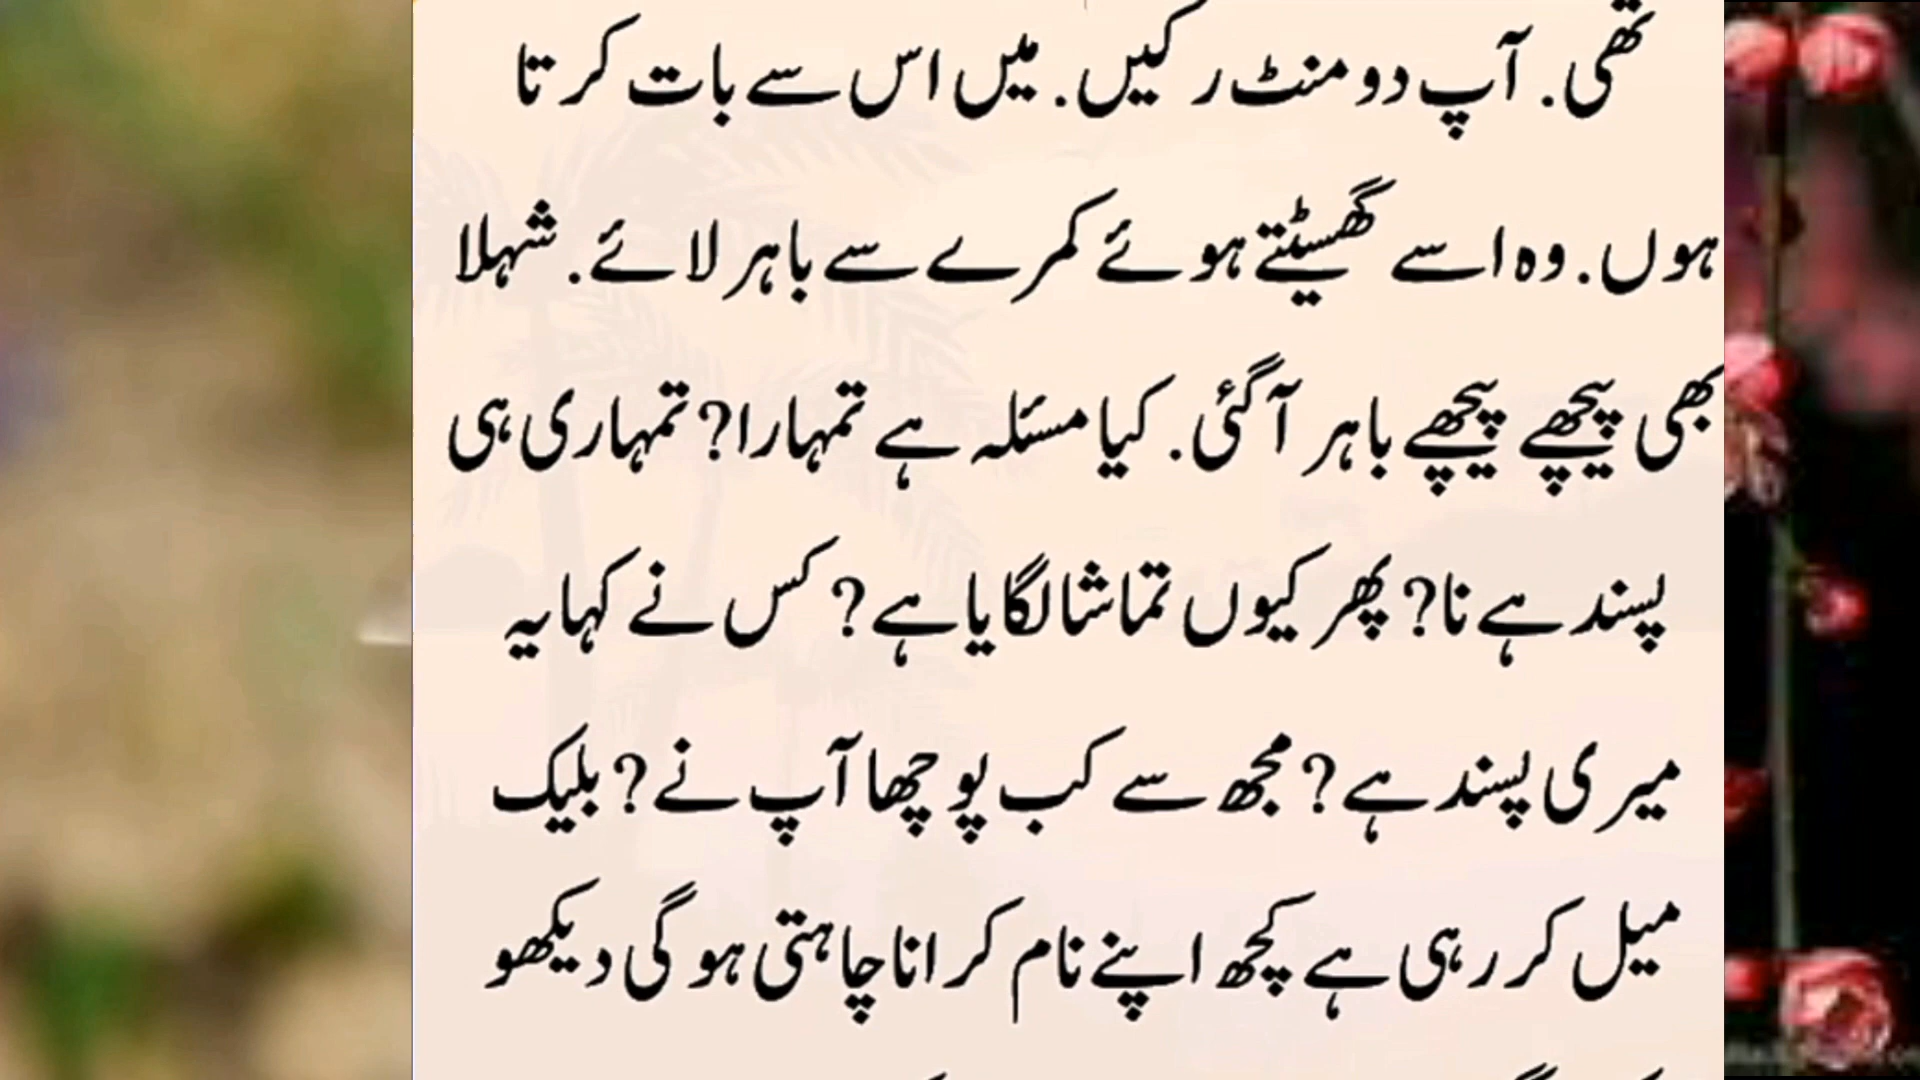 تھی. آپ دو منٹ رکیں. میں اس سے بات کرتا
ہوں. وہ اسے گھسیٹتے ہوئے کمرے سے باہر لائے. شہلا
بھی پیچھے پیچھے باہر آ گئی. کیا مسئلہ ہے تمہارا? تمہاری ہی
پسند ہے نا? پھر کیوں تماشا لگایا ہے? کس نے کہا یہ
میری پسند ہے? مجھ سے کب پوچھا آپ نے? بلیک
میل کر رہی ہے کچھ اپنے نام کرانا چاہتی ہو گی دیکھو